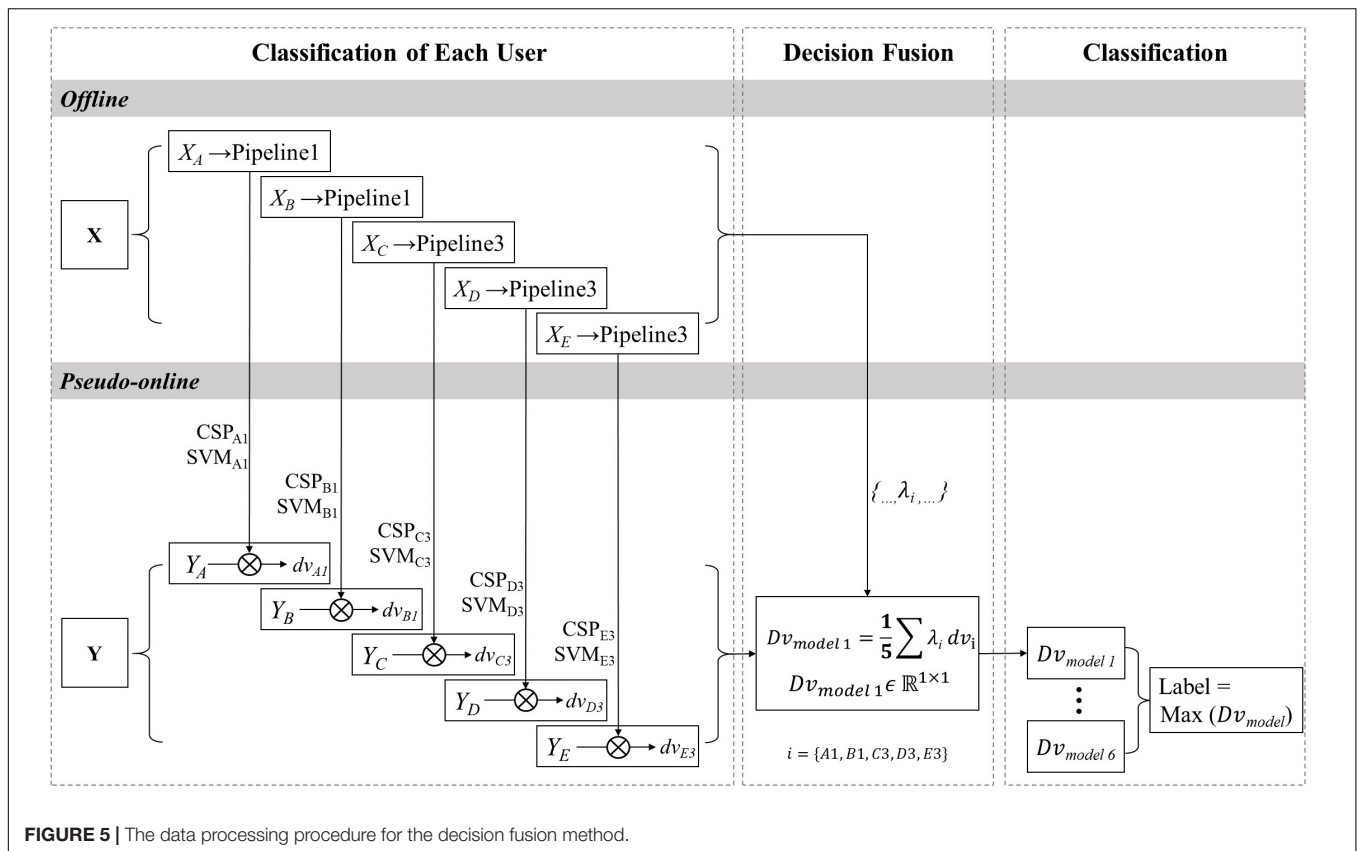 Classification of Each User
Decision Fusion
Classification
Offline
X
X_A →Pipeline1
X_B →Pipeline1
X_C →Pipeline3
X_D →Pipeline3
X_E →Pipeline3
Pseudo-online
CSP_A1
SVM_A1
CSP_B1
SVM_B1
CSP_C3
SVM_C3
CSP_D3
SVM_D3
CSP_E3
SVM_E3
{...,λ_i,...}
Y
Y_A ⊗ dv_A1
Y_B ⊗ dv_B1
Y_C ⊗ dv_C3
Y_D ⊗ dv_D3
Y_E ⊗ dv_E3
Dv_model 1 = 1/5 ∑ λ_i dv_i
Dv_model 1 ϵ ℝ^1×1
i = {A1, B1, C3, D3, E3}
Dv_model 1
⋮
Dv_model 6
Label =
Max (Dv_model)
FIGURE 5 | The data processing procedure for the decision fusion method.